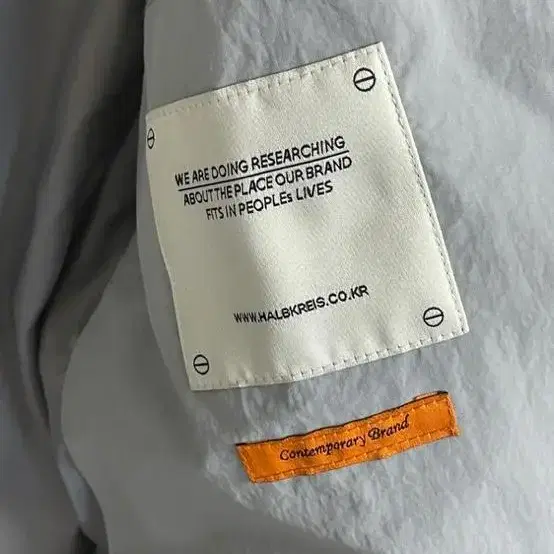 WE ARE DOING RESEARCHING
ABOUT THE PLACE OUR BRAND
FITS IN PEOPLEs LIVES
WWW.HALBKREIS.CO.KR
Contemporary Brand